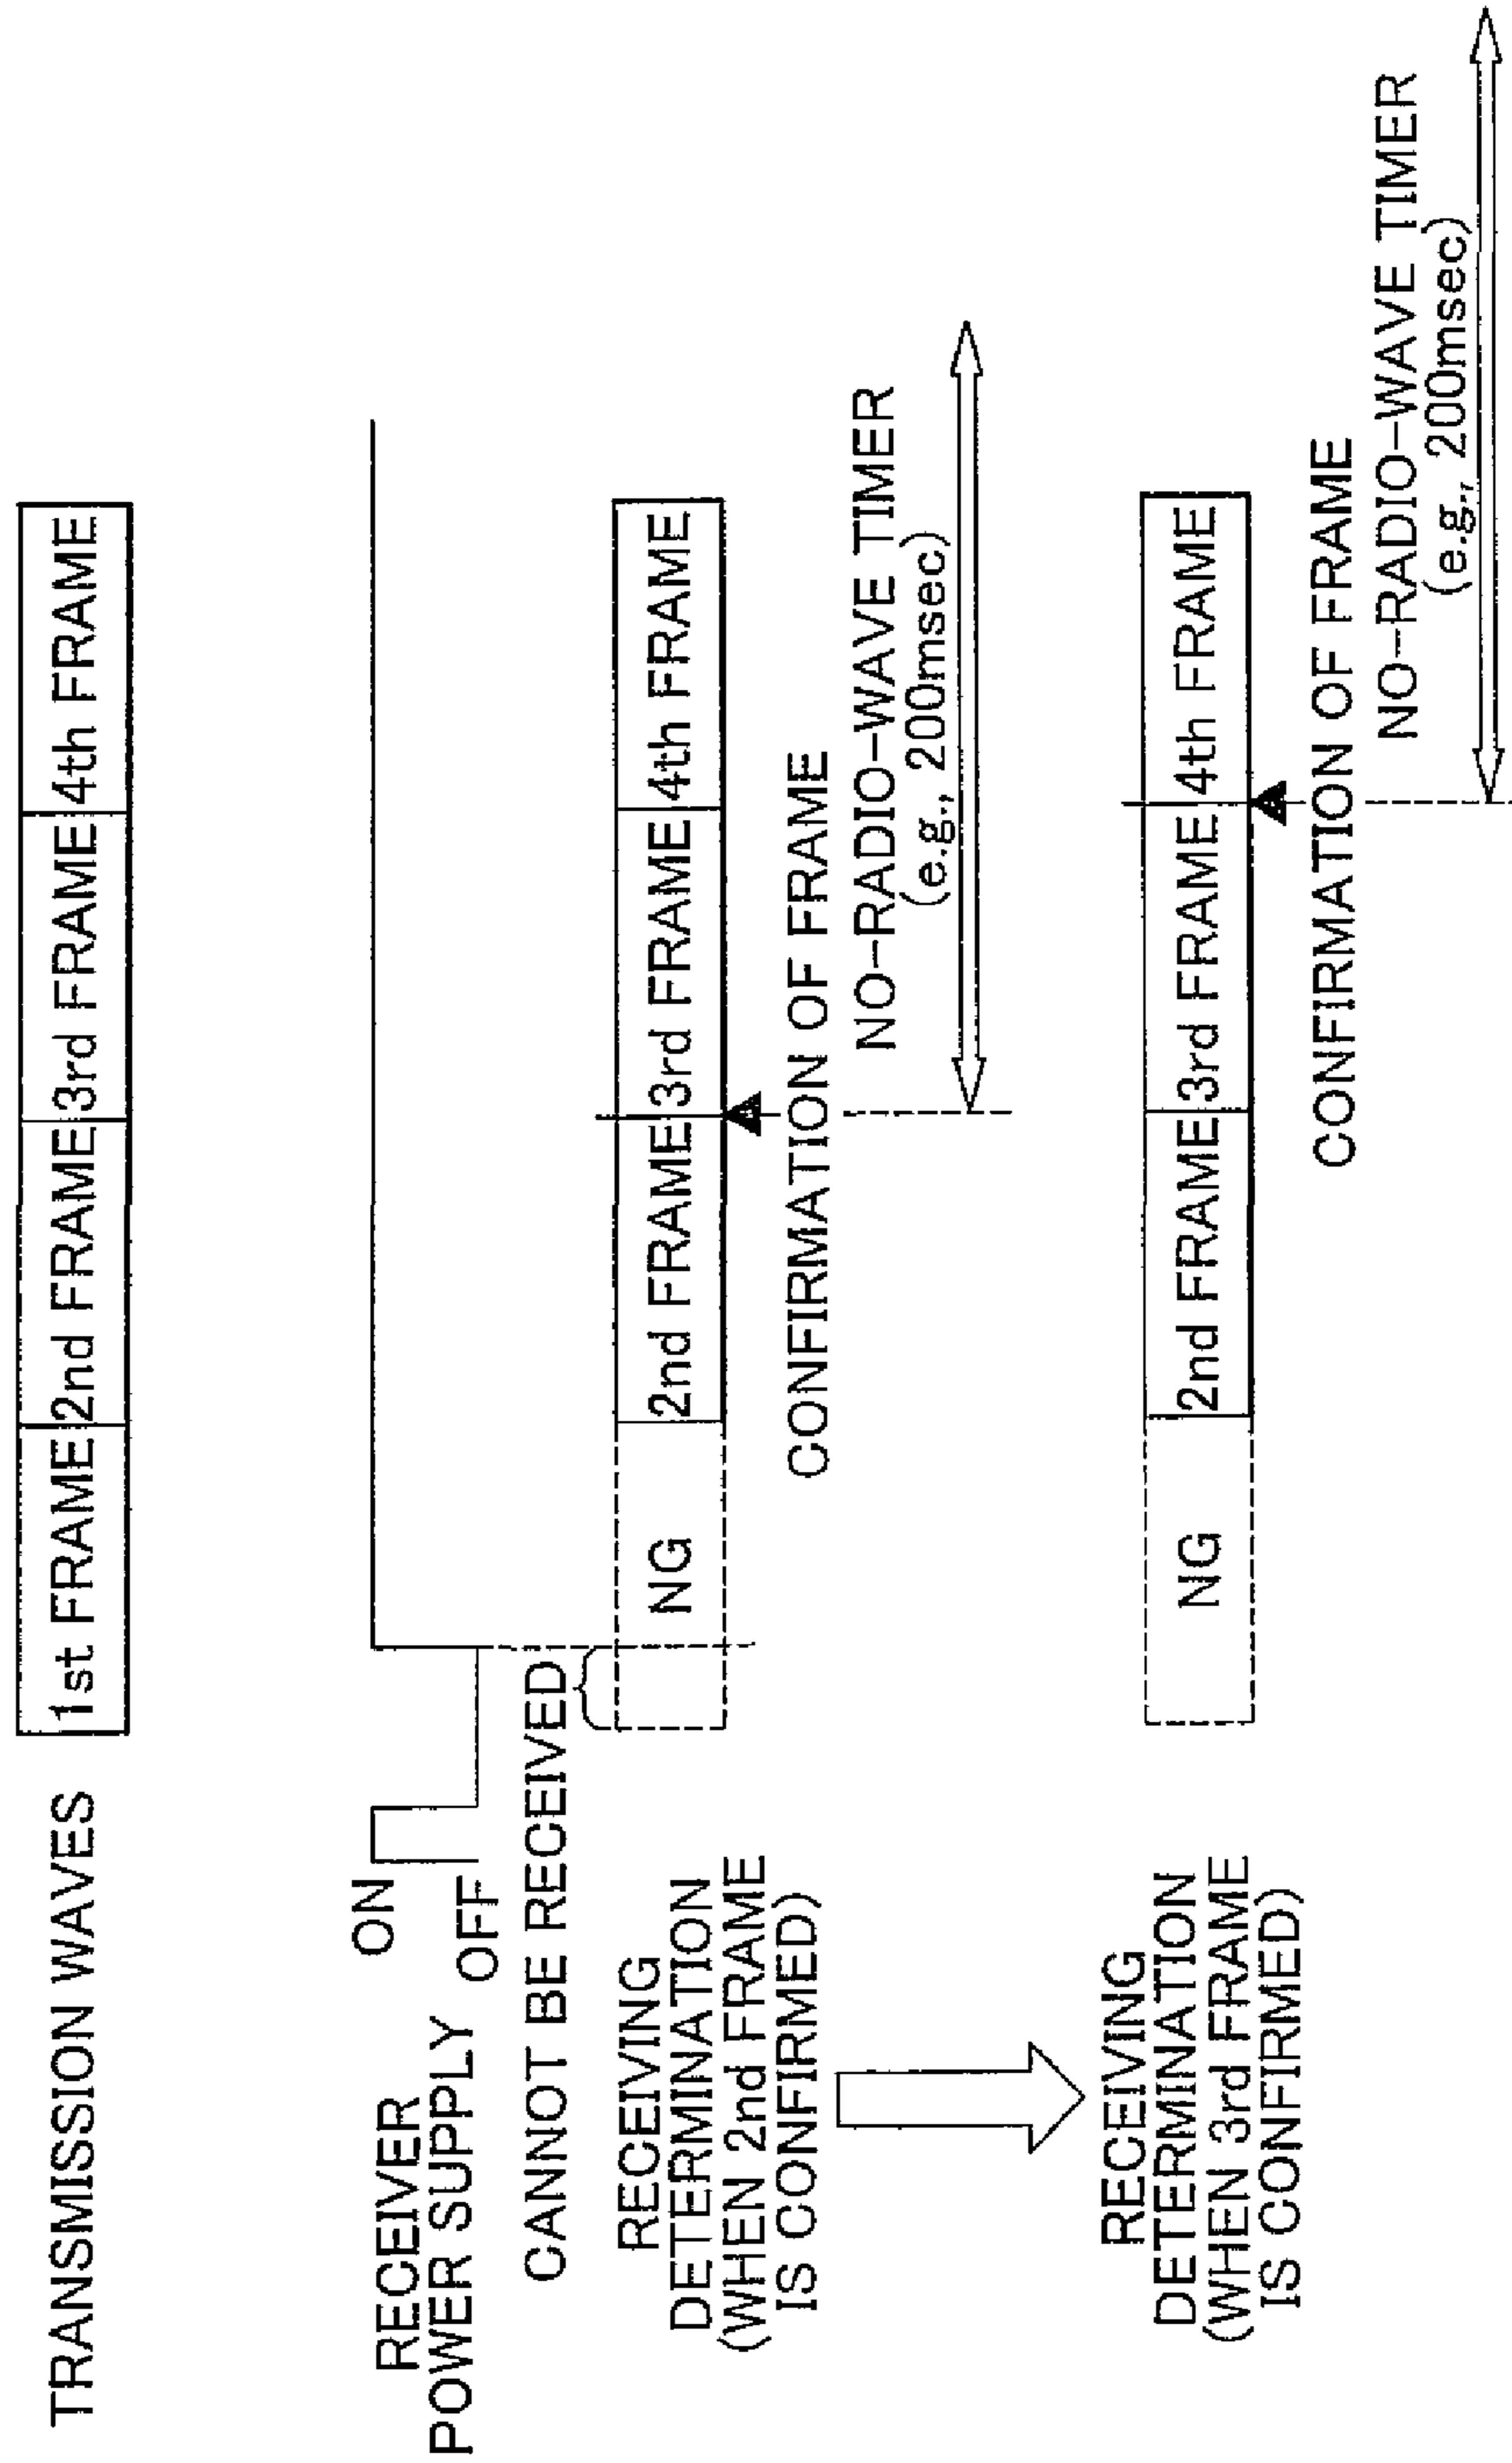 TRANSMISSION WAVES
1st FRAME
2nd FRAME
3rd FRAME
4th FRAME
RECEIVER
POWER SUPPLY
ON
OFF
CANNOT BE RECEIVED
RECEIVING
DETERMINATION
(WHEN 2nd FRAME
IS CONFIRMED)
NG
2nd FRAME
3rd FRAME
4th FRAME
CONFIRMATION OF FRAME
NO-RADIO-WAVE TIMER
(e.g., 200msec)
RECEIVING
DETERMINATION
(WHEN 3rd FRAME
IS CONFIRMED)
NG
2nd FRAME
3rd FRAME
4th FRAME
CONFIRMATION OF FRAME
NO-RADIO-WAVE TIMER
(e.g., 200msec)